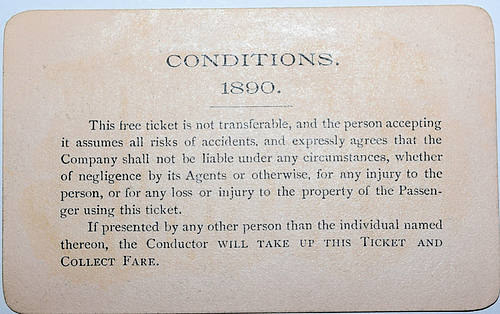 CONDITIONS.
1890.
This free ticket is not transferable, and the person accepting
it assumes all risks of accidents, and expressly agrees that the
Company shall not be liable under any circumstances, whether
of negligence by its Agents or otherwise, for any injury to the
person, or for any loss or injury to the property of the Passen-
ger using this ticket.
If presented by any other person than the individual named
thereon, the Conductor WILL TAKE UP THIS TICKET AND
COLLECT FARE.